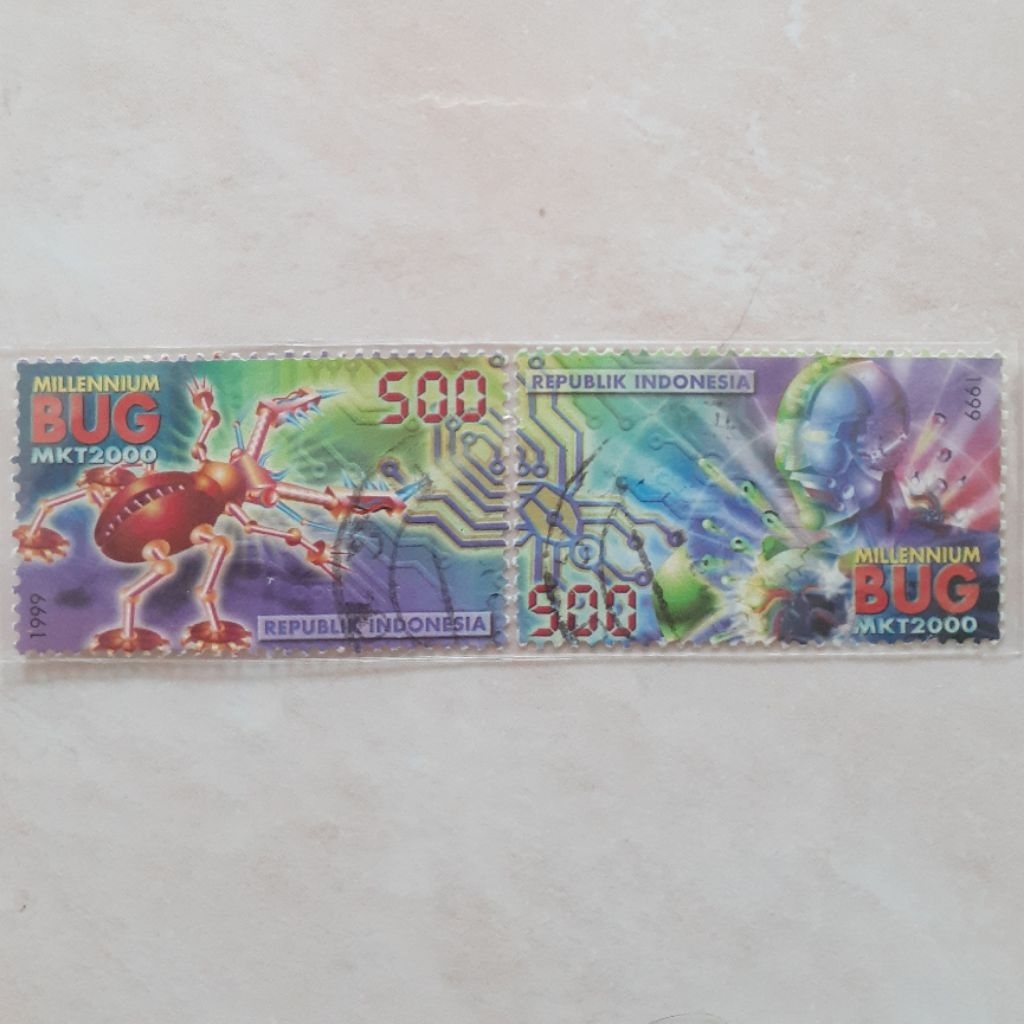 MILLENNIUM
BUG
MKT2000
500
1999
REPUBLIK INDONESIA
REPUBLIK INDONESIA
1999
500
MILLENNIUM
BUG
MKT2000